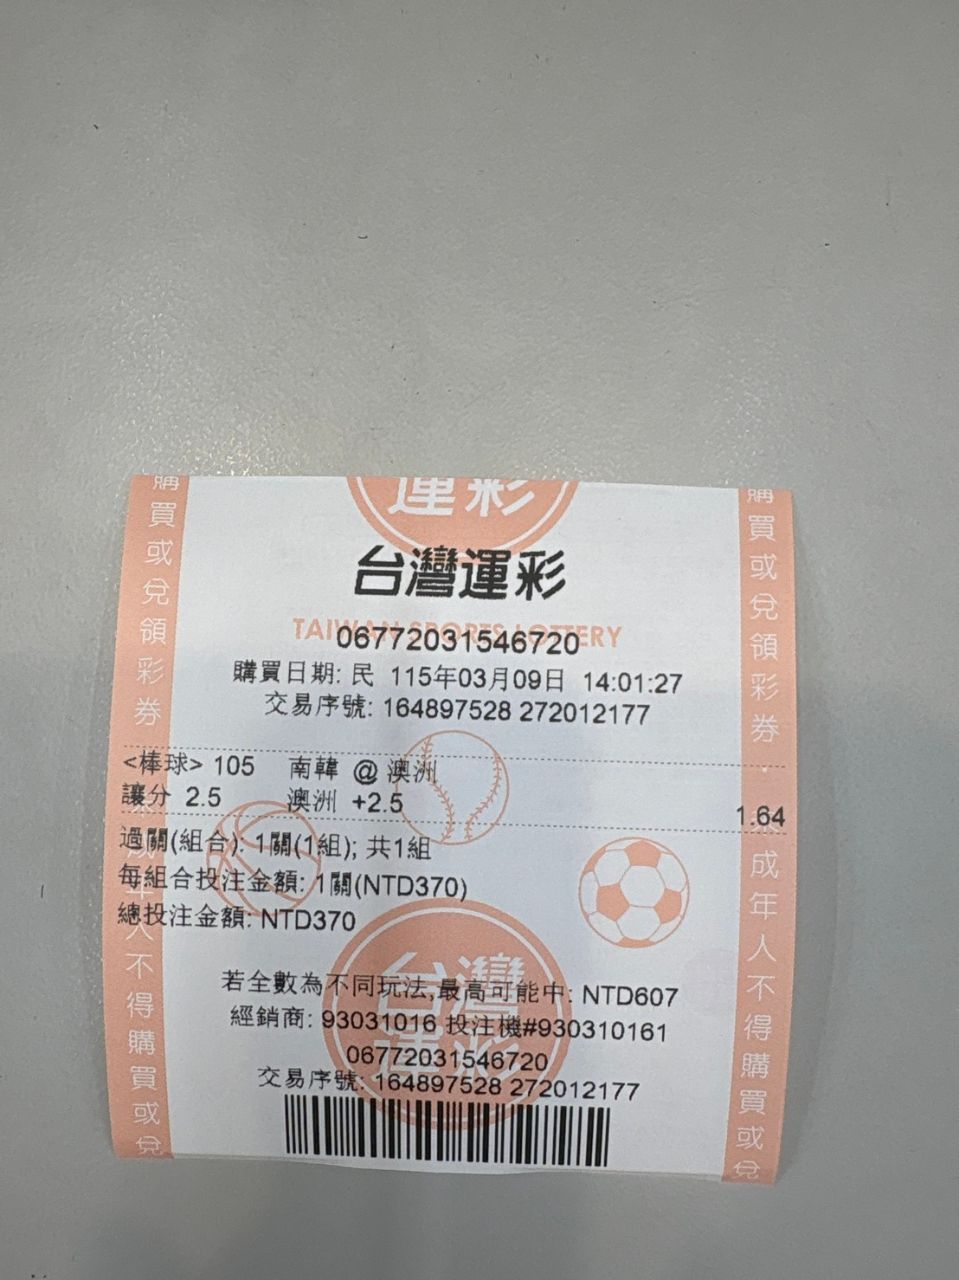 運彩
台灣運彩
TAIWAN SPORTS LOTTERY
06772031546720
購買日期: 民 115年03月09日 14:01:27
交易序號: 164897528 272012177
<棒球> 105 南韓 @ 澳洲
讓分 2.5 澳洲 +2.5 1.64
過關(組合): 1關(1組); 共1組
每組合投注金額: 1關(NTD370)
總投注金額: NTD370
若全數為不同玩法,最高可能中: NTD607
經銷商: 93031016 投注機#930310161
06772031546720
交易序號: 164897528 272012177
台灣
運彩
購買或兌領彩券
未成年人不得購買或兌
購買或兌領彩券
·未成年人不得購買或兌